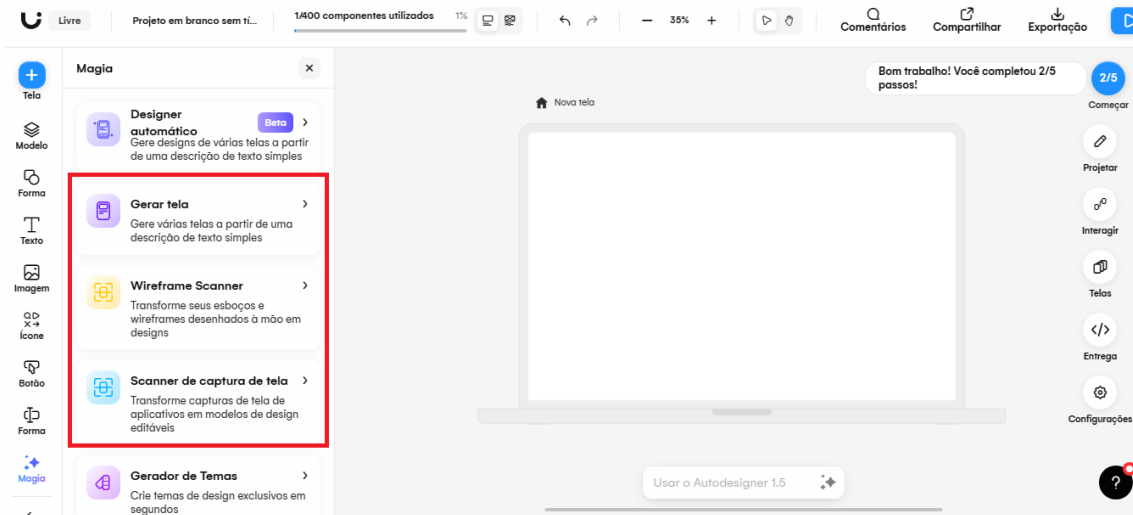 Livre
Projeto em branco sem tí...
1/400 componentes utilizados
1%
35%
Comentários
Compartilhar
Exportação
Tela
Modelo
Forma
Texto
Imagem
Ícone
Botão
Forma
Magia
Magia
Designer
automático
Beta
Gere designs de várias telas a partir
de uma descrição de texto simples
Gerar tela
Gere várias telas a partir de uma
descrição de texto simples
Wireframe Scanner
Transforme seus esboços e
wireframes desenhados à mão em
designs
Scanner de captura de tela
Transforme capturas de tela de
aplicativos em modelos de design
editáveis
Gerador de Temas
Crie temas de design exclusivos em
segundos
Nova tela
Usar o Autodesigner 1.5
Bom trabalho! Você completou 2/5
passos!
2/5
Começar
Projetar
Interagir
Telas
Entrega
Configurações
?